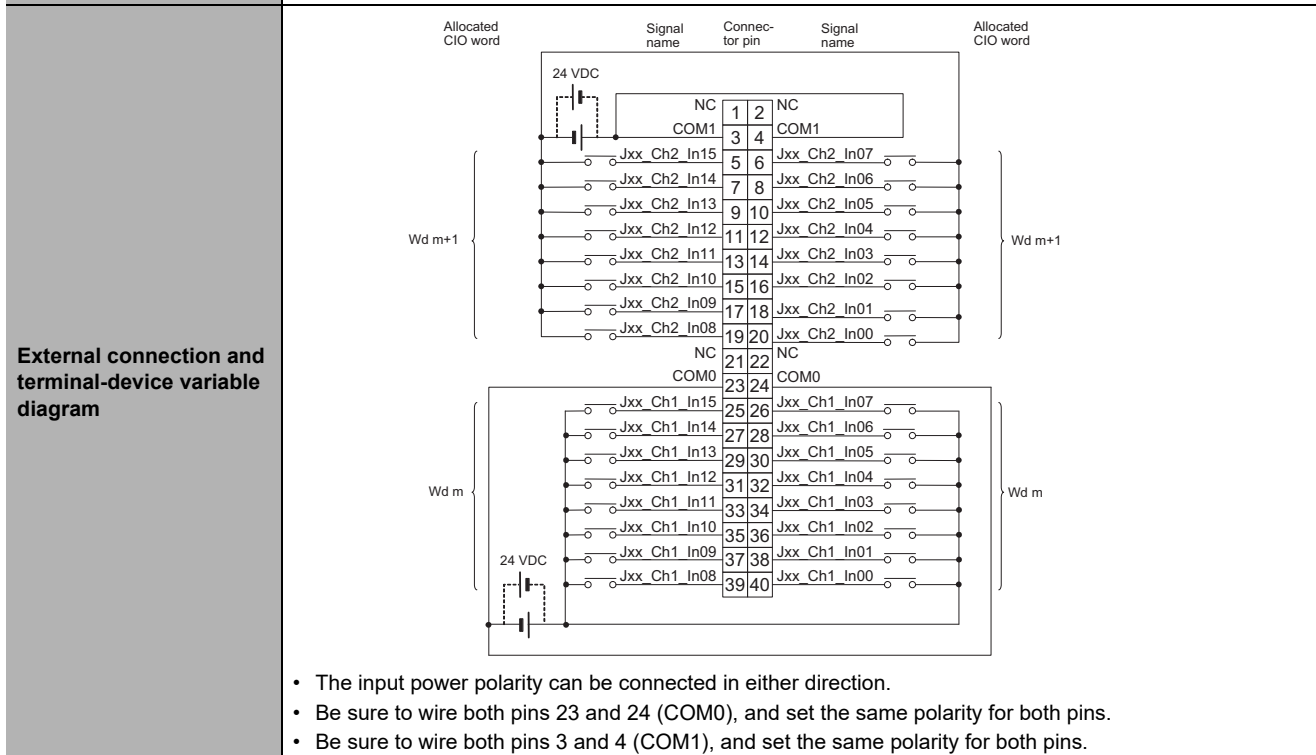 External connection and
terminal-device variable
diagram
Allocated
CIO word
Signal
name
Connec-
tor pin
Signal
name
Allocated
CIO word
24 VDC
NC 1 2 NC
COM1 3 4 COM1
Jxx_Ch2_In15 5 6 Jxx_Ch2_In07
Jxx_Ch2_In14 7 8 Jxx_Ch2_In06
Jxx_Ch2_In13 9 10 Jxx_Ch2_In05
Jxx_Ch2_In12 11 12 Jxx_Ch2_In04
Wd m+1
Wd m+1
Jxx_Ch2_In11 13 14 Jxx_Ch2_In03
Jxx_Ch2_In10 15 16 Jxx_Ch2_In02
Jxx_Ch2_In09 17 18 Jxx_Ch2_In01
Jxx_Ch2_In08 19 20 Jxx_Ch2_In00
NC 21 22 NC
COM0 23 24 COM0
Jxx_Ch1_In15 25 26 Jxx_Ch1_In07
Jxx_Ch1_In14 27 28 Jxx_Ch1_In06
Jxx_Ch1_In13 29 30 Jxx_Ch1_In05
Jxx_Ch1_In12 31 32 Jxx_Ch1_In04
Wd m
Wd m
Jxx_Ch1_In11 33 34 Jxx_Ch1_In03
Jxx_Ch1_In10 35 36 Jxx_Ch1_In02
Jxx_Ch1_In09 37 38 Jxx_Ch1_In01
24 VDC
Jxx_Ch1_In08 39 40 Jxx_Ch1_In00
• The input power polarity can be connected in either direction.
• Be sure to wire both pins 23 and 24 (COM0), and set the same polarity for both pins.
• Be sure to wire both pins 3 and 4 (COM1), and set the same polarity for both pins.